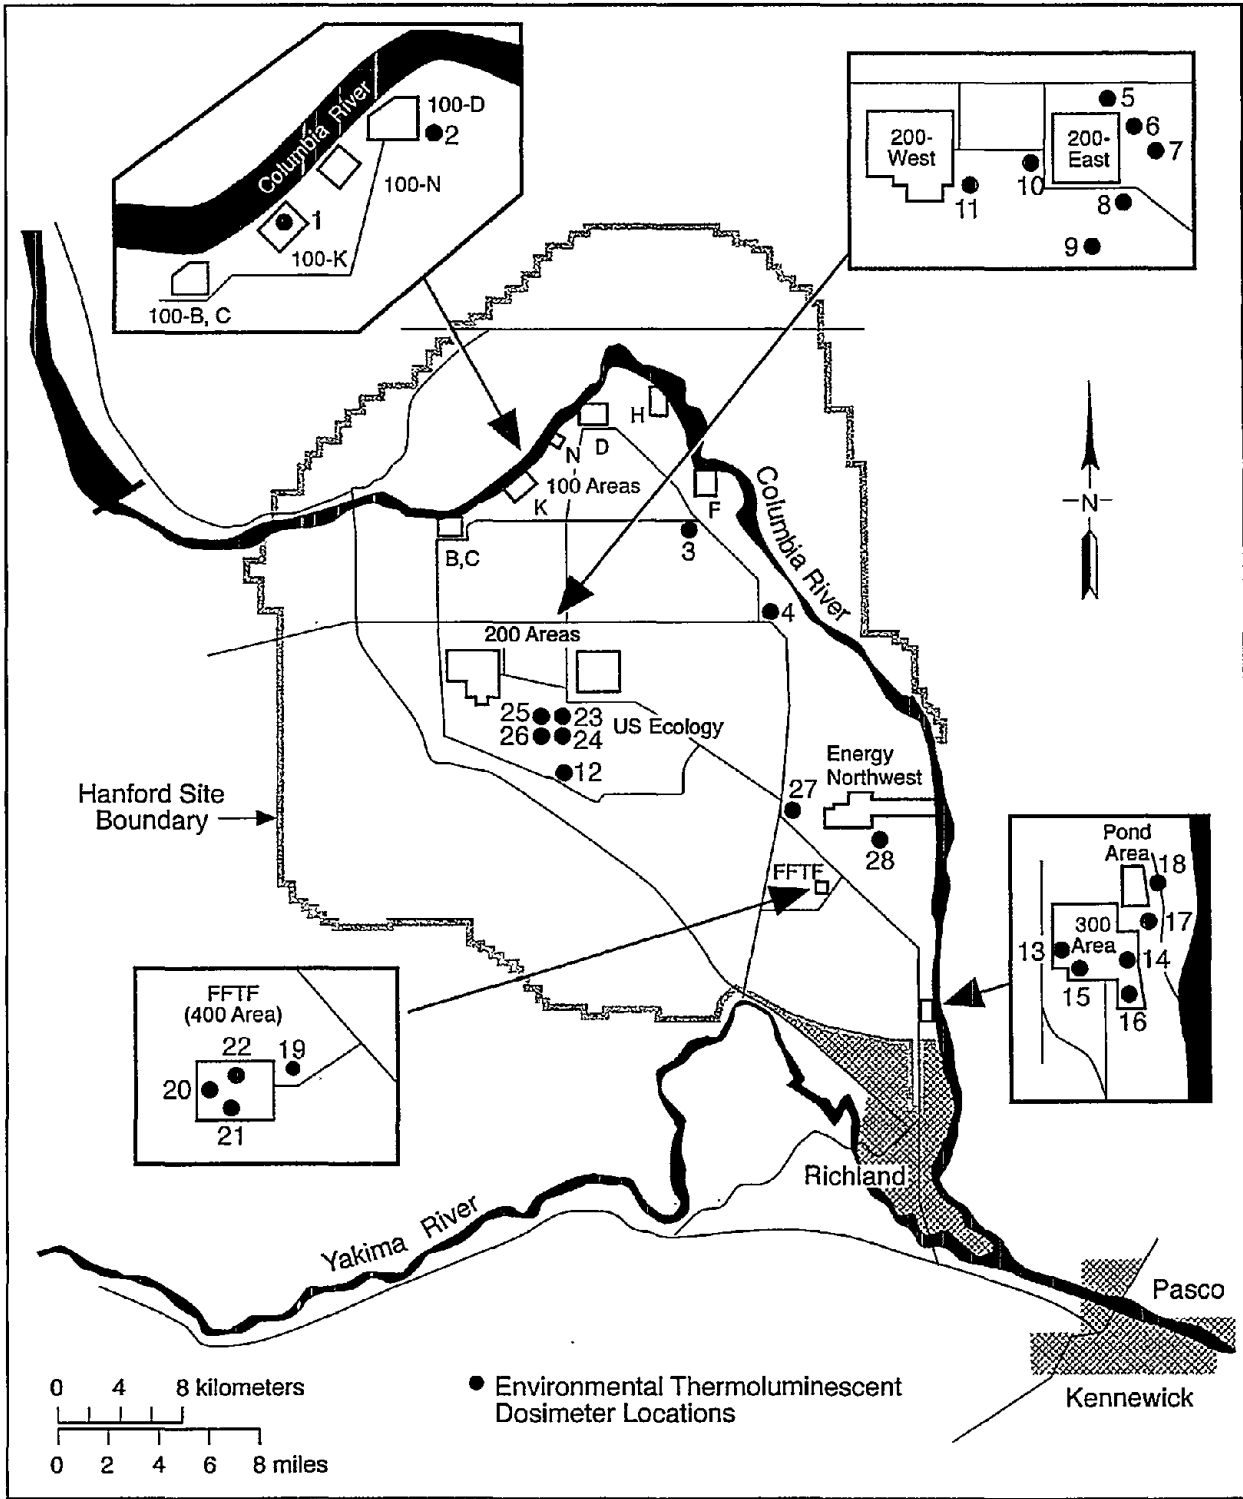 Columbia River
100-D
2
100-N
1
100-K
100-B, C
200-
West
200-
East
5
6
7
10
11
8
9
H
D
N
100 Areas
K
F
B,C
3
Columbia River
4
N
200 Areas
25
23
26
24
US Ecology
12
Energy
Northwest
27
28
Hanford Site
Boundary
FFTF
Pond
Area
18
17
300
Area
13
14
15
16
FFTF
(400 Area)
22
19
20
21
Richland
Yakima River
Pasco
Kennewick
0 4 8 kilometers
0 2 4 6 8 miles
Environmental Thermoluminescent
Dosimeter Locations